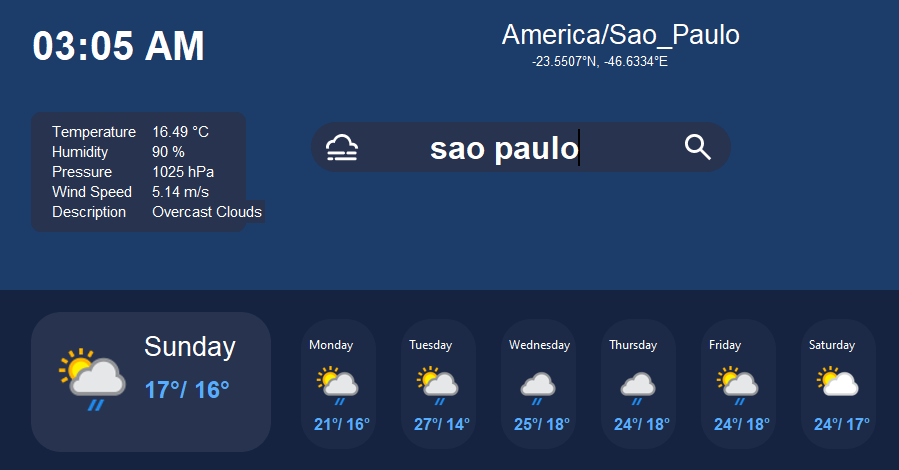 03:05 AM
America/Sao_Paulo
-23.5507°N, -46.6334°E
Temperature 16.49 °C
Humidity 90 %
Pressure 1025 hPa
Wind Speed 5.14 m/s
Description Overcast Clouds
sao paulo
Sunday
17°/ 16°
Monday
21°/ 16°
Tuesday
27°/ 14°
Wednesday
25°/ 18°
Thursday
24°/ 18°
Friday
24°/ 18°
Saturday
24°/ 17°